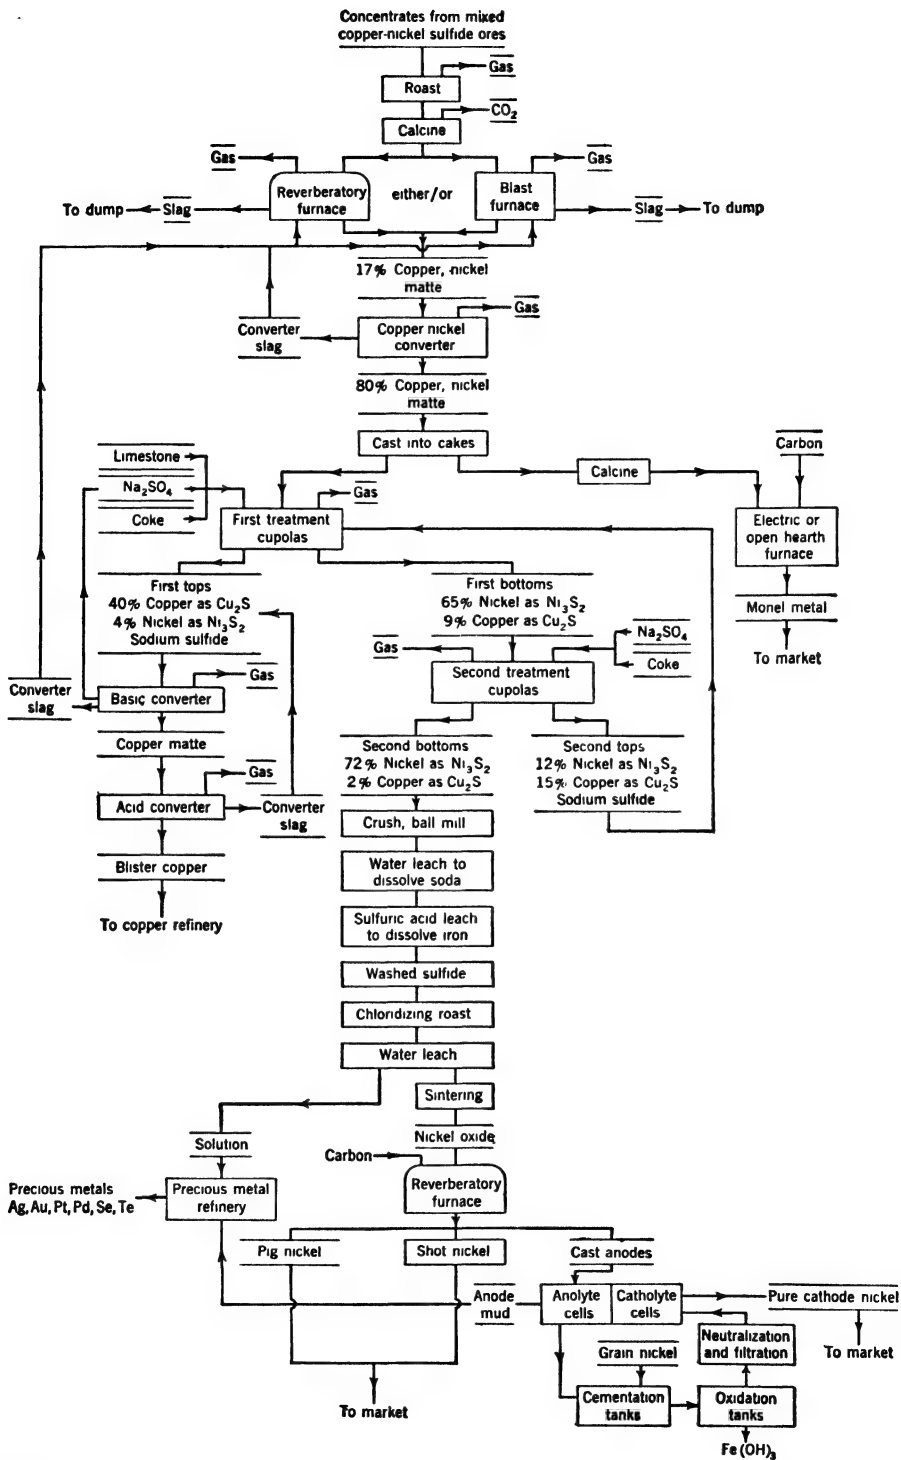 Concentrates from mixed
copper-nickel sulfide ores
Gas
Roast
CO2
Calcine
Gas
Gas
Reverberatory
furnace
either/or
Blast
furnace
To dump
Slag
Slag
To dump
17% Copper, nickel
matte
Gas
Converter
slag
Copper nickel
converter
80% Copper, nickel
matte
Cast into cakes
Carbon
Limestone
Calcine
Na2SO4
Gas
Coke
First treatment
cupolas
Electric or
open hearth
furnace
First tops
40% Copper as Cu2S
4% Nickel as Ni3S2
Sodium sulfide
First bottoms
65% Nickel as Ni3S2
9% Copper as Cu2S
Monel metal
Na2SO4
Gas
Coke
To market
Gas
Second treatment
cupolas
Converter
slag
Basic converter
Copper matte
Second bottoms
72% Nickel as Ni3S2
2% Copper as Cu2S
Second tops
12% Nickel as Ni3S2
15% Copper as Cu2S
Sodium sulfide
Gas
Acid converter
Converter
slag
Crush, ball mill
Blister copper
Water leach to
dissolve soda
To copper refinery
Sulfuric acid leach
to dissolve iron
Washed sulfide
Chloridizing roast
Water leach
Sintering
Solution
Nickel oxide
Carbon
Precious metals
Ag, Au, Pt, Pd, Se, Te
Precious metal
refinery
Reverberatory
furnace
Pig nickel
Shot nickel
Cast anodes
Anode
mud
Anolyte
cells
Catholyte
cells
Pure cathode nickel
Neutralization
and filtration
Grain nickel
To market
Cementation
tanks
Oxidation
tanks
To market
Fe(OH)3